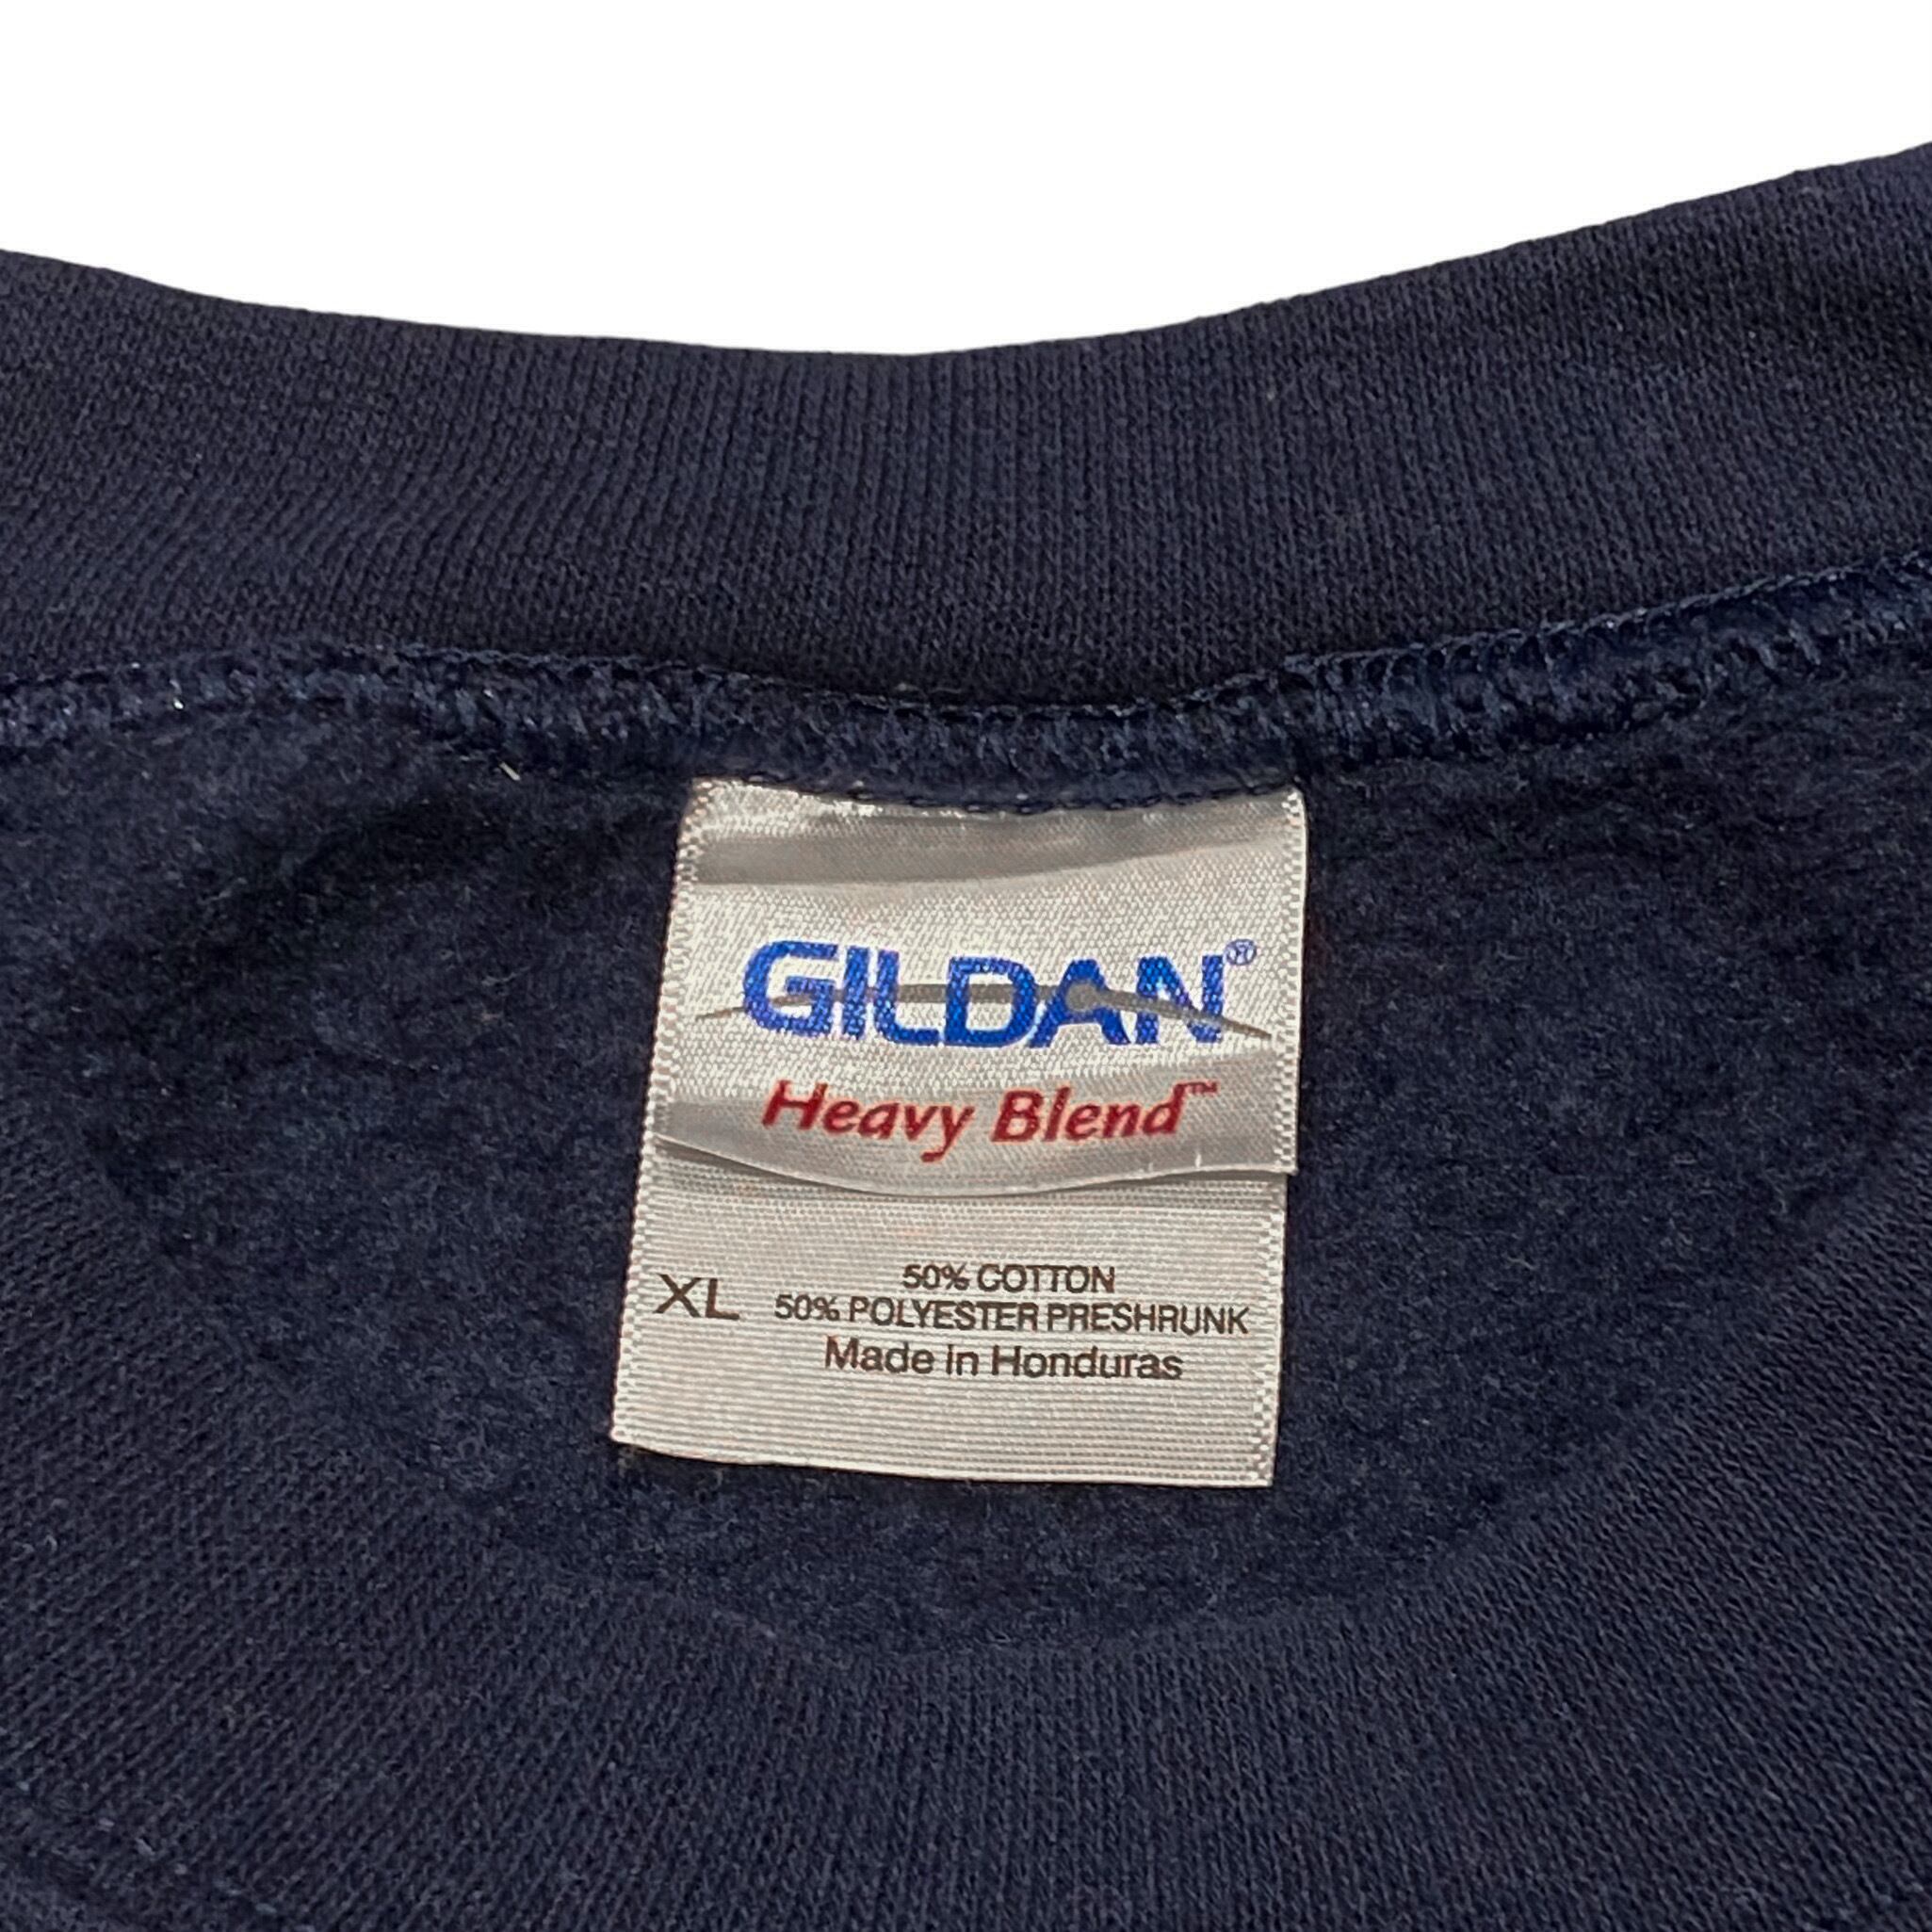 GILDAN®
Heavy Blend™
50% COTTON
XL 50% POLYESTER PRESHRUNK
Made in Honduras